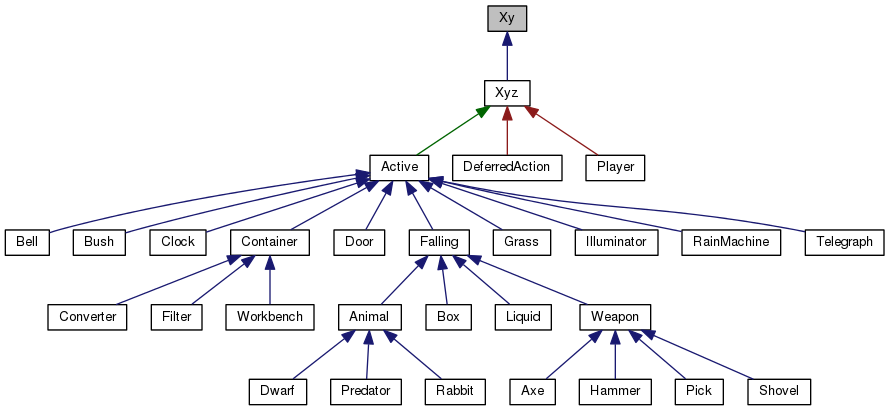 Xy
Xyz
Active
DeferredAction
Player
Bell
Bush
Clock
Container
Door
Falling
Grass
Illuminator
RainMachine
Telegraph
Converter
Filter
Workbench
Animal
Box
Liquid
Weapon
Dwarf
Predator
Rabbit
Axe
Hammer
Pick
Shovel